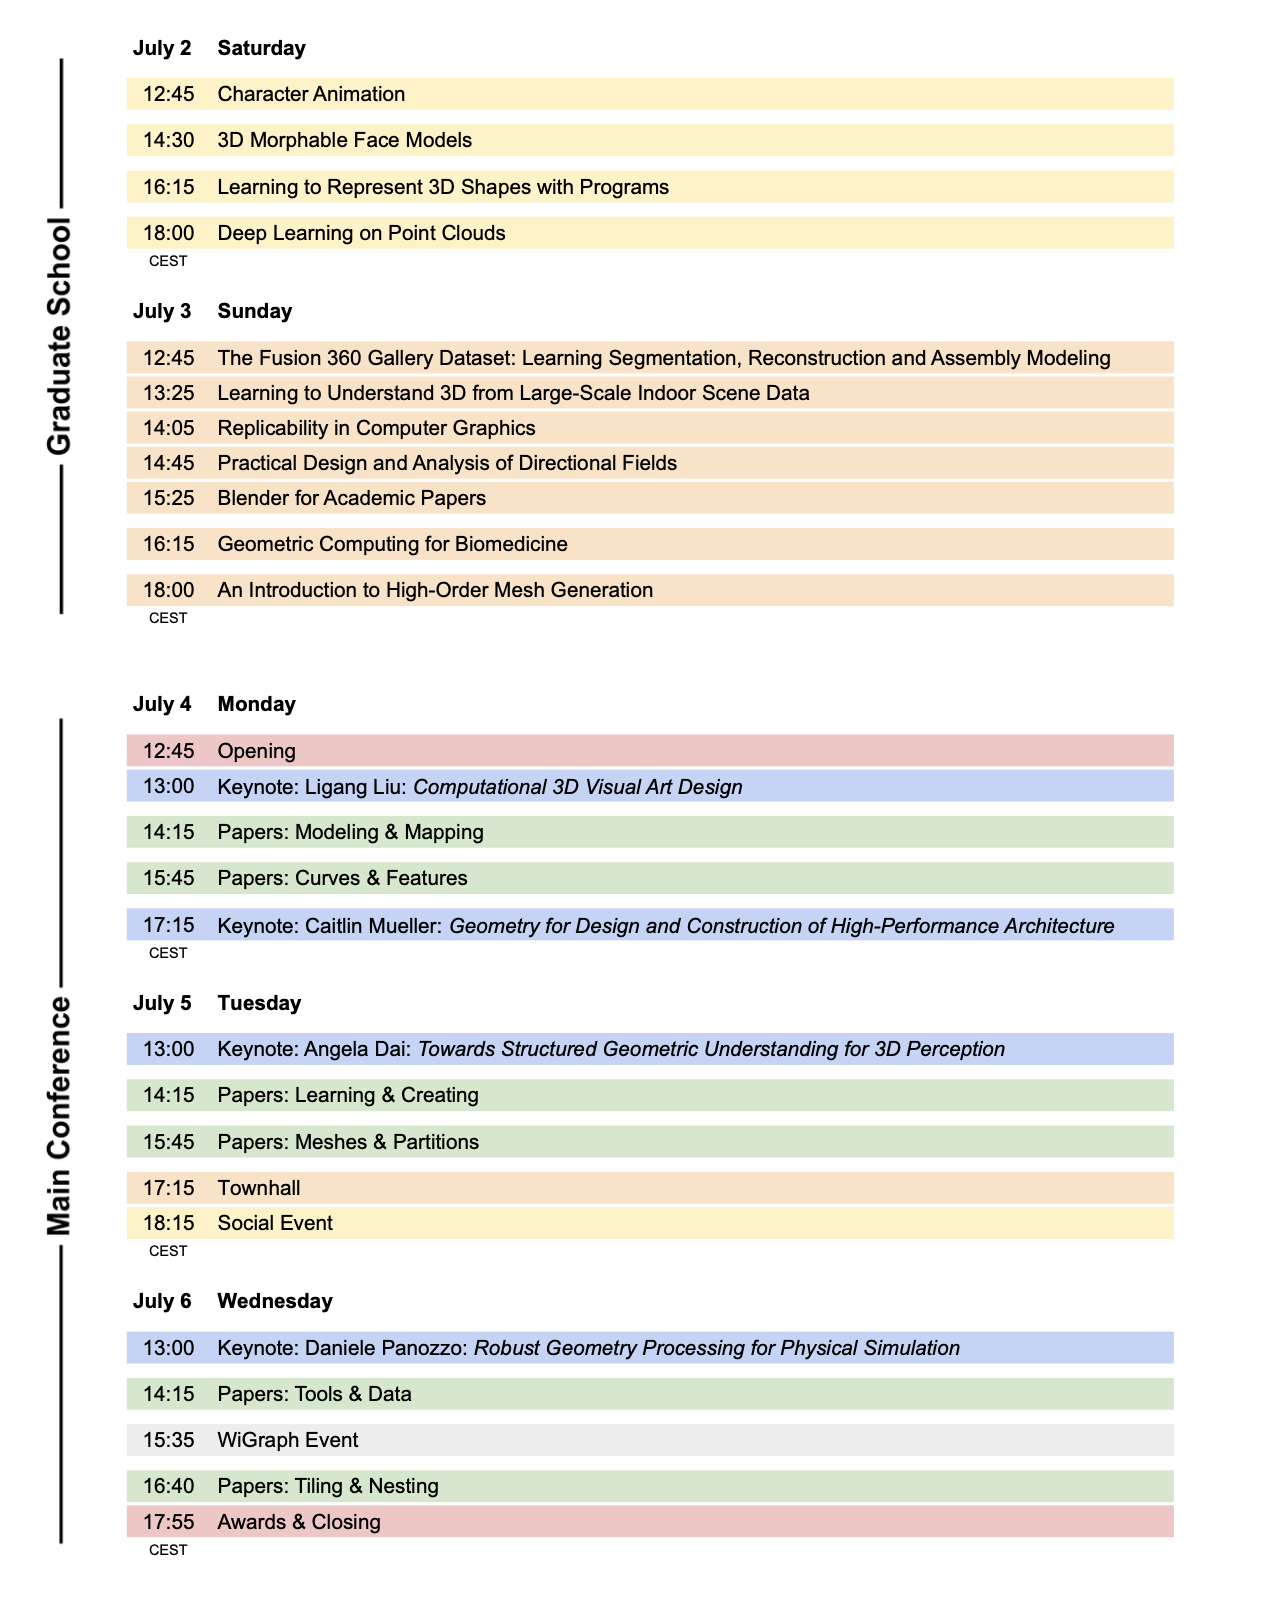 Graduate School
July 2 Saturday
12:45 Character Animation
14:30 3D Morphable Face Models
16:15 Learning to Represent 3D Shapes with Programs
18:00 Deep Learning on Point Clouds
CEST
July 3 Sunday
12:45 The Fusion 360 Gallery Dataset: Learning Segmentation, Reconstruction and Assembly Modeling
13:25 Learning to Understand 3D from Large-Scale Indoor Scene Data
14:05 Replicability in Computer Graphics
14:45 Practical Design and Analysis of Directional Fields
15:25 Blender for Academic Papers
16:15 Geometric Computing for Biomedicine
18:00 An Introduction to High-Order Mesh Generation
CEST
Main Conference
July 4 Monday
12:45 Opening
13:00 Keynote: Ligang Liu: Computational 3D Visual Art Design
14:15 Papers: Modeling & Mapping
15:45 Papers: Curves & Features
17:15 Keynote: Caitlin Mueller: Geometry for Design and Construction of High-Performance Architecture
CEST
July 5 Tuesday
13:00 Keynote: Angela Dai: Towards Structured Geometric Understanding for 3D Perception
14:15 Papers: Learning & Creating
15:45 Papers: Meshes & Partitions
17:15 Townhall
18:15 Social Event
CEST
July 6 Wednesday
13:00 Keynote: Daniele Panozzo: Robust Geometry Processing for Physical Simulation
14:15 Papers: Tools & Data
15:35 WiGraph Event
16:40 Papers: Tiling & Nesting
17:55 Awards & Closing
CEST